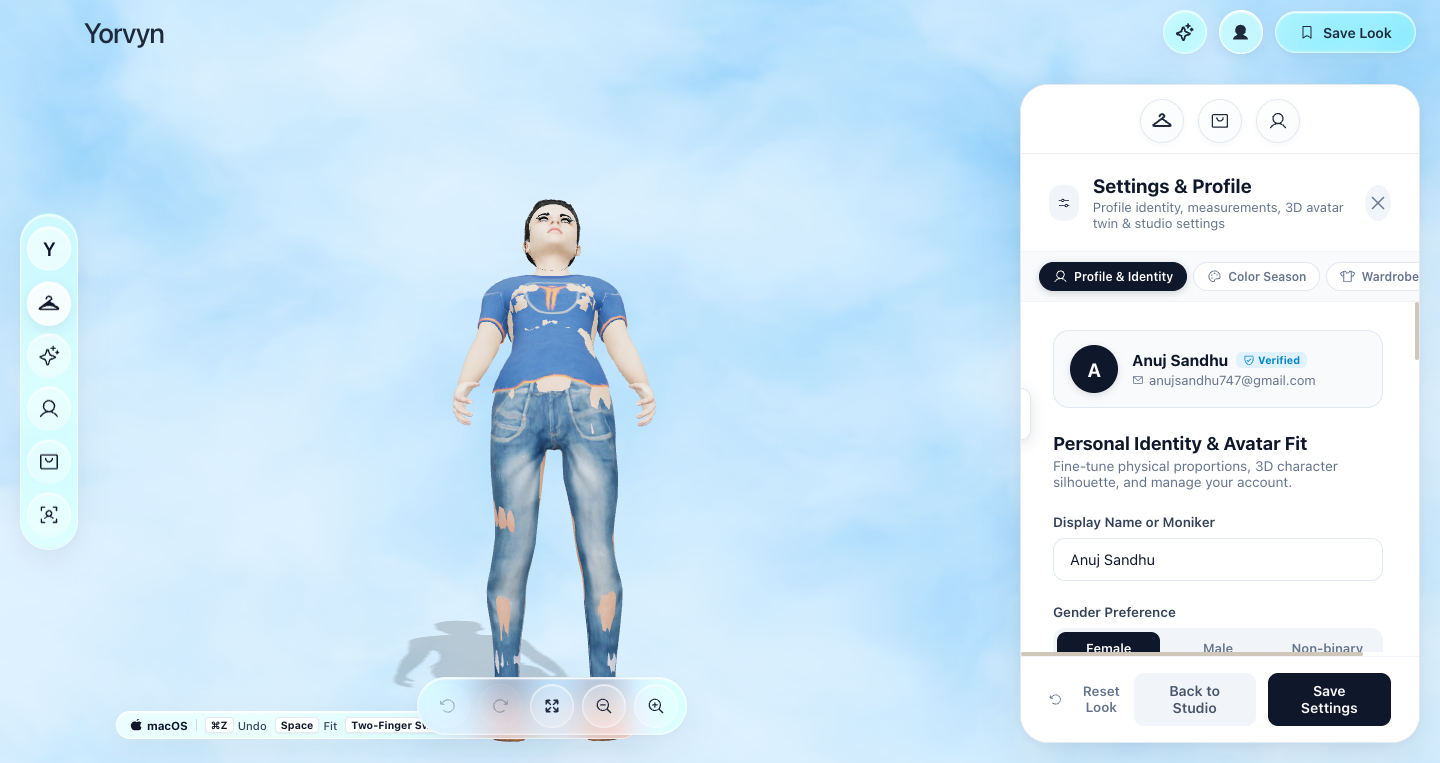 Yorvyn
Save Look
Y
Settings & Profile
Profile identity, measurements, 3D avatar
twin & studio settings
Profile & Identity
Color Season
Wardrobe
A
Anuj Sandhu
Verified
anujsandhu747@gmail.com
Personal Identity & Avatar Fit
Fine-tune physical proportions, 3D character
silhouette, and manage your account.
Display Name or Moniker
Anuj Sandhu
Gender Preference
Female
Male
Non-binary
Reset
Look
Back to
Studio
Save
Settings
macOS
⌘Z
Undo
Space
Fit
Two-Finger